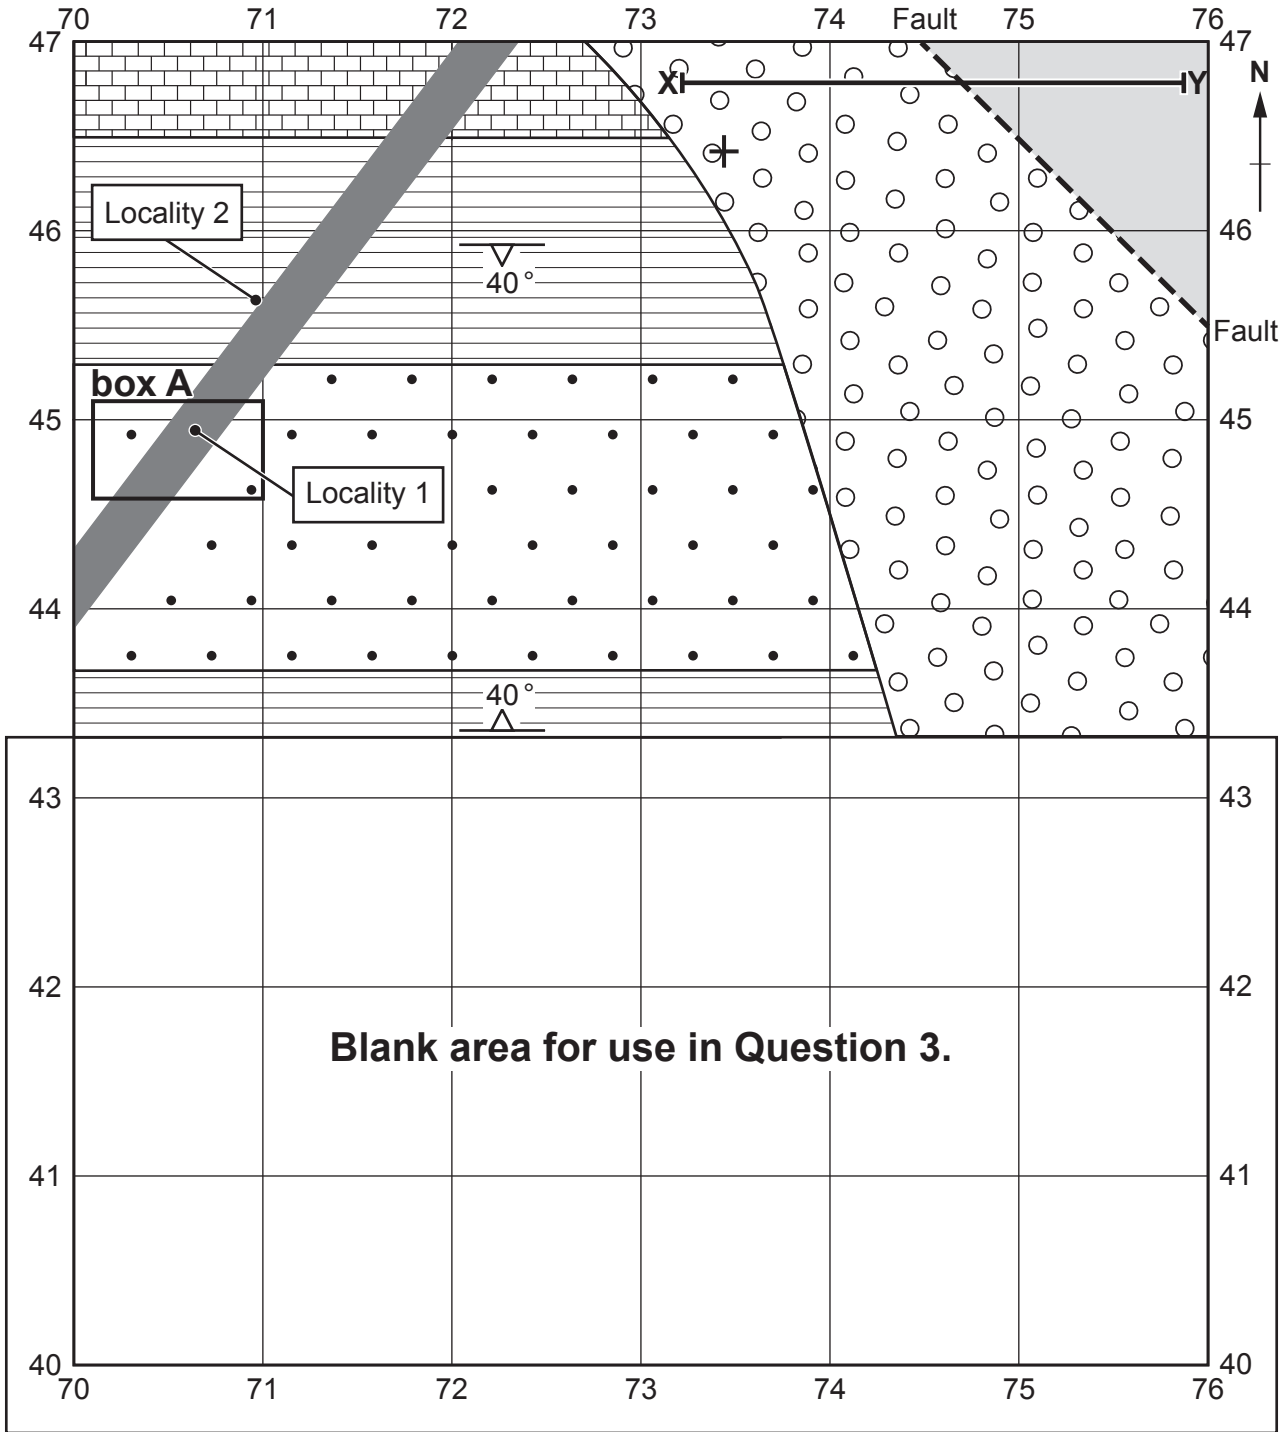 70 71 72 73 74 Fault 75 76
47 47
X Y N
Locality 2
46 46
40°
Fault
box A
45 45
Locality 1
44 44
40°
43 43
42 42
Blank area for use in Question 3.
41 41
40 40
70 71 72 73 74 75 76